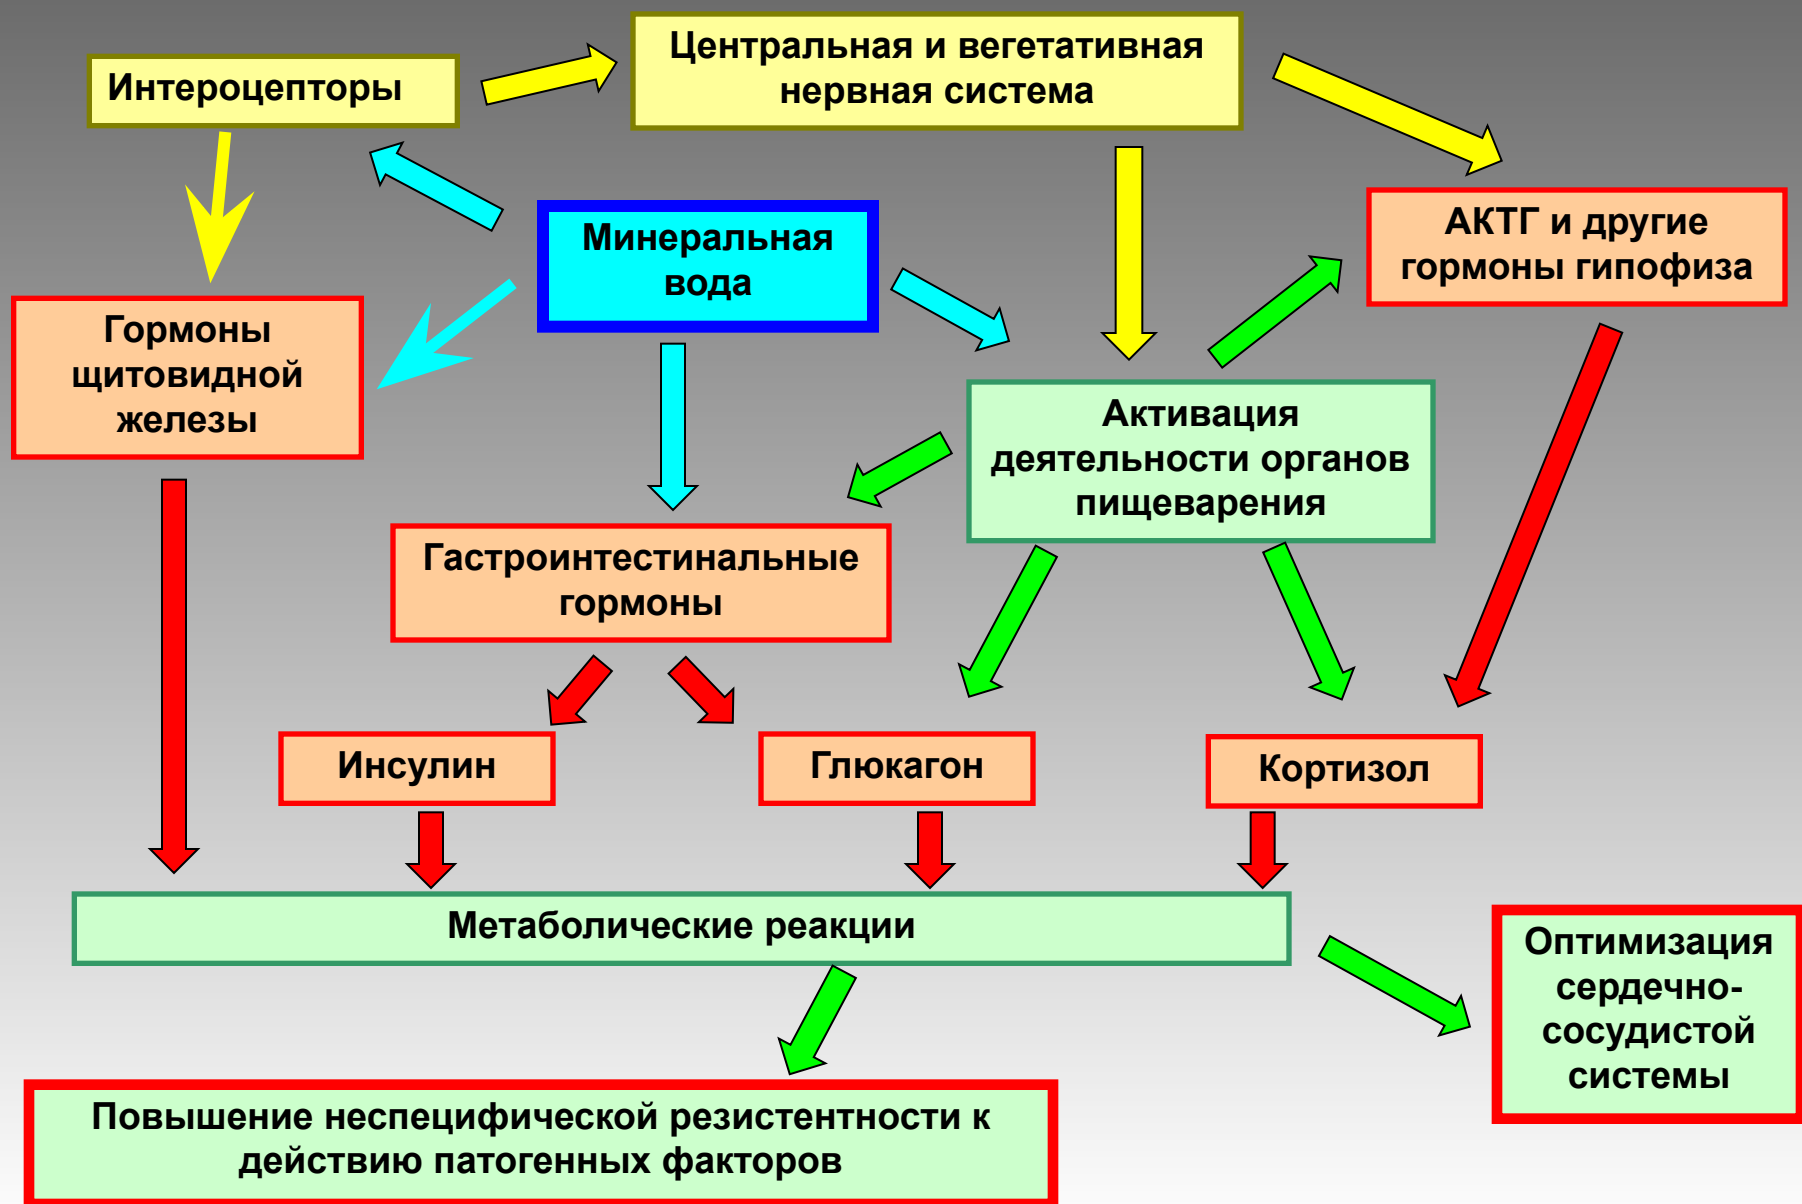 Центральная и вегетативная
нервная система
Интероцепторы
Минеральная
вода
АКТГ и другие
гормоны гипофиза
Гормоны
щитовидной
железы
Активация
деятельности органов
пищеварения
Гастроинтестинальные
гормоны
Инсулин
Глюкагон
Кортизол
Метаболические реакции
Оптимизация
сердечно-
сосудистой
системы
Повышение неспецифической резистентности к
действию патогенных факторов